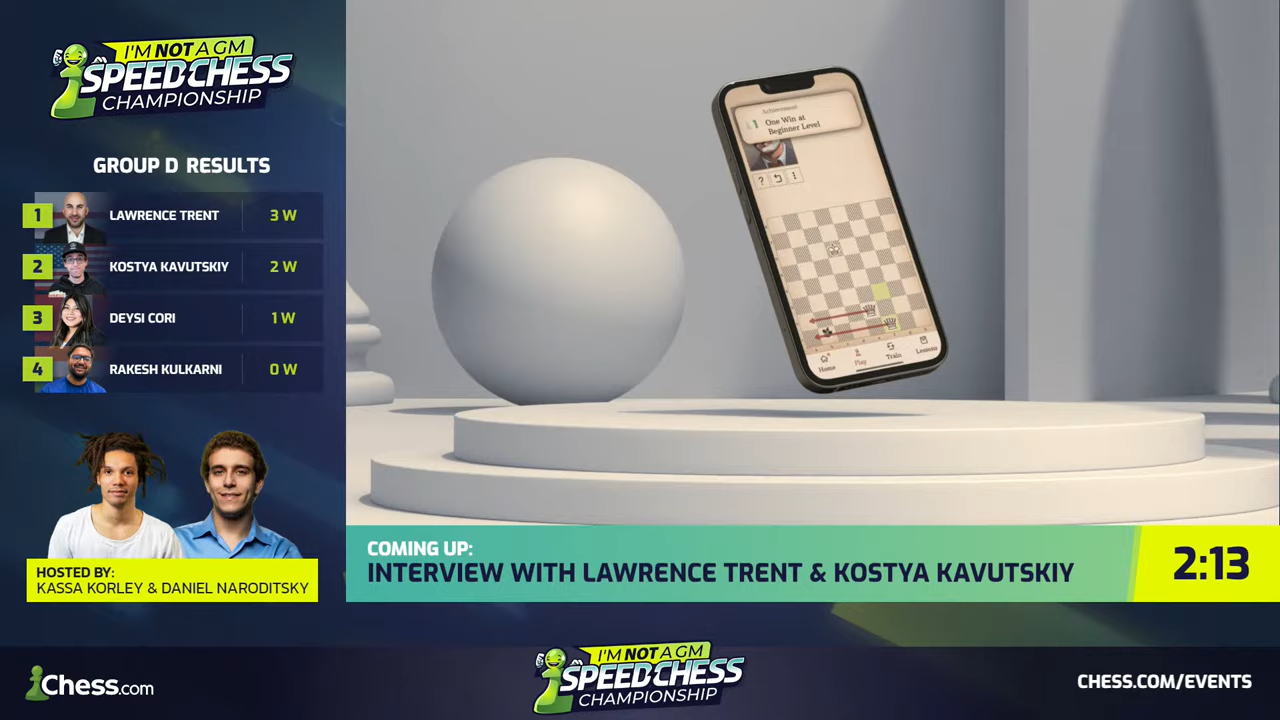 I'M NOT A GM
SPEED CHESS
CHAMPIONSHIP
GROUP D RESULTS
1 LAWRENCE TRENT 3 W
2 KOSTYA KAVUTSKIY 2 W
3 DEYSI CORI 1 W
4 RAKESH KULKARNI 0 W
HOSTED BY:
KASSA KORLEY & DANIEL NARODITSKY
Achievement
One Win at
Beginner Level
?
Home Play Train Lessons
COMING UP:
INTERVIEW WITH LAWRENCE TRENT & KOSTYA KAVUTSKIY
2:13
Chess.com
I'M NOT A GM
SPEED CHESS
CHAMPIONSHIP
CHESS.COM/EVENTS